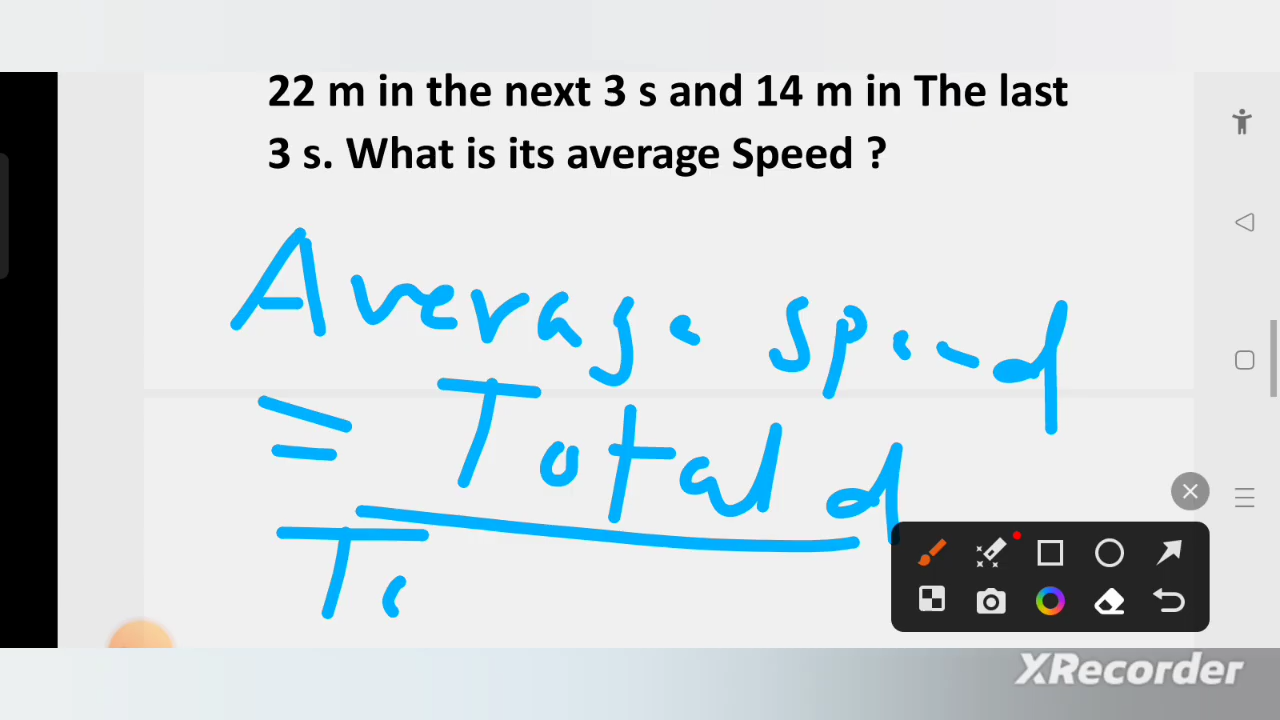 22 m in the next 3 s and 14 m in The last
3 s. What is its average Speed ?
Average speed
= Total d
To
XRecorder